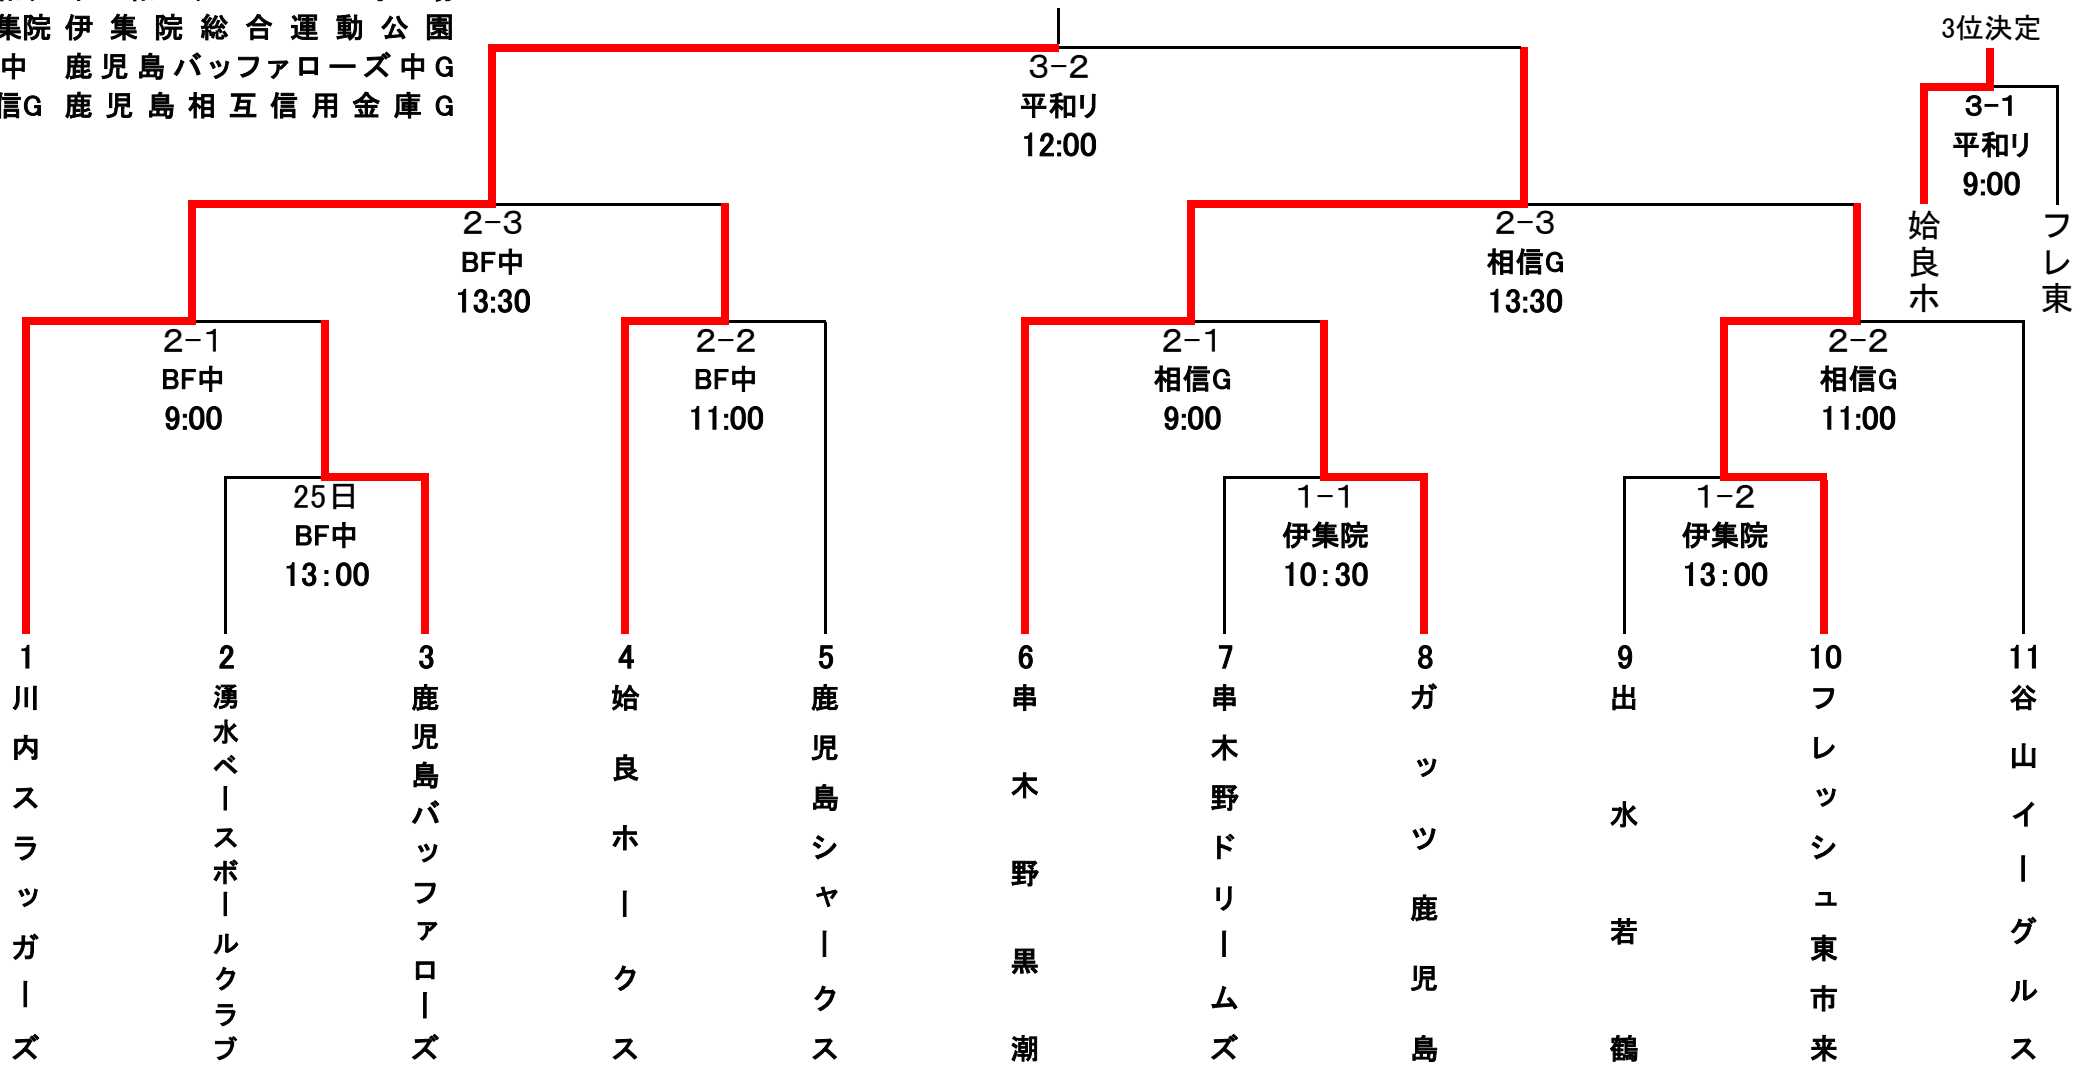 集院 伊集院総合運動公園
中 鹿児島バッファローズ中G
信G 鹿児島相互信用金庫G
3位決定
3-2
平和リ
12:00
3-1
平和リ
9:00
姶良ホ
フレ東
2-3
BF中
13:30
2-3
相信G
13:30
2-1
BF中
9:00
2-2
BF中
11:00
2-1
相信G
9:00
2-2
相信G
11:00
25日
BF中
13:00
1-1
伊集院
10:30
1-2
伊集院
13:00
1
川内スラッガーズ
2
湧水ベースボールクラブ
3
鹿児島バッファローズ
4
姶良ホークス
5
鹿児島シャークス
6
串木野黒潮
7
串木野ドリームズ
8
ガッツ鹿児島
9
出水若鶴
10
フレッシュ東市来
11
谷山イーグルス